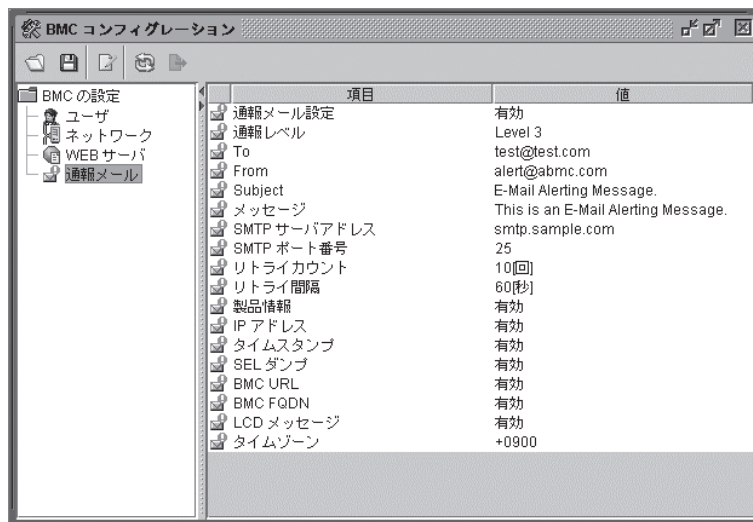 BMC コンフィグレーション
BMC の設定
ユーザ
ネットワーク
WEB サーバ
通報メール
項目 値
通報メール設定 有効
通報レベル Level 3
To test@test.com
From alert@abmc.com
Subject E-Mail Alerting Message.
メッセージ This is an E-Mail Alerting Message.
SMTP サーバアドレス smtp.sample.com
SMTP ポート番号 25
リトライカウント 10[回]
リトライ間隔 60[秒]
製品情報 有効
IP アドレス 有効
タイムスタンプ 有効
SEL ダンプ 有効
BMC URL 有効
BMC FQDN 有効
LCD メッセージ 有効
タイムゾーン +0900